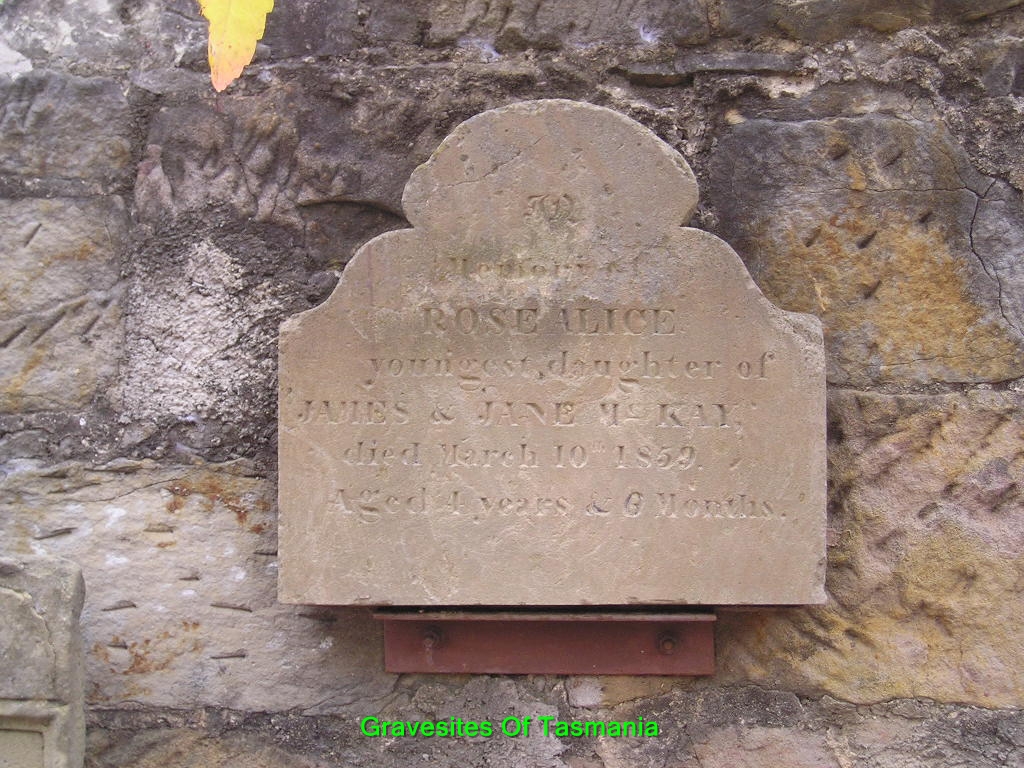 TO
Memory of
ROSE ALICE
youngest daughter of
JAMES & JANE McKAY,
died March 10th 1859.
Aged 4 years & 6 Months.
Gravesites Of Tasmania